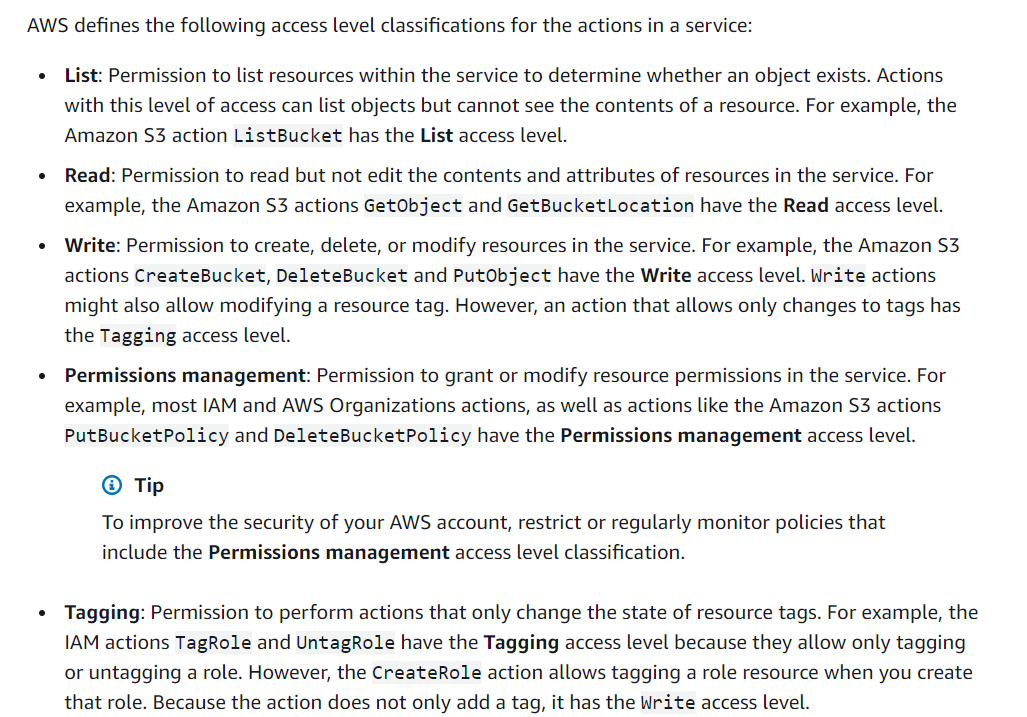 AWS defines the following access level classifications for the actions in a service:
• List: Permission to list resources within the service to determine whether an object exists. Actions
with this level of access can list objects but cannot see the contents of a resource. For example, the
Amazon S3 action ListBucket has the List access level.
• Read: Permission to read but not edit the contents and attributes of resources in the service. For
example, the Amazon S3 actions GetObject and GetBucketLocation have the Read access level.
• Write: Permission to create, delete, or modify resources in the service. For example, the Amazon S3
actions CreateBucket, DeleteBucket and PutObject have the Write access level. Write actions
might also allow modifying a resource tag. However, an action that allows only changes to tags has
the Tagging access level.
• Permissions management: Permission to grant or modify resource permissions in the service. For
example, most IAM and AWS Organizations actions, as well as actions like the Amazon S3 actions
PutBucketPolicy and DeleteBucketPolicy have the Permissions management access level.
Tip
To improve the security of your AWS account, restrict or regularly monitor policies that
include the Permissions management access level classification.
• Tagging: Permission to perform actions that only change the state of resource tags. For example, the
IAM actions TagRole and UntagRole have the Tagging access level because they allow only tagging
or untagging a role. However, the CreateRole action allows tagging a role resource when you create
that role. Because the action does not only add a tag, it has the Write access level.